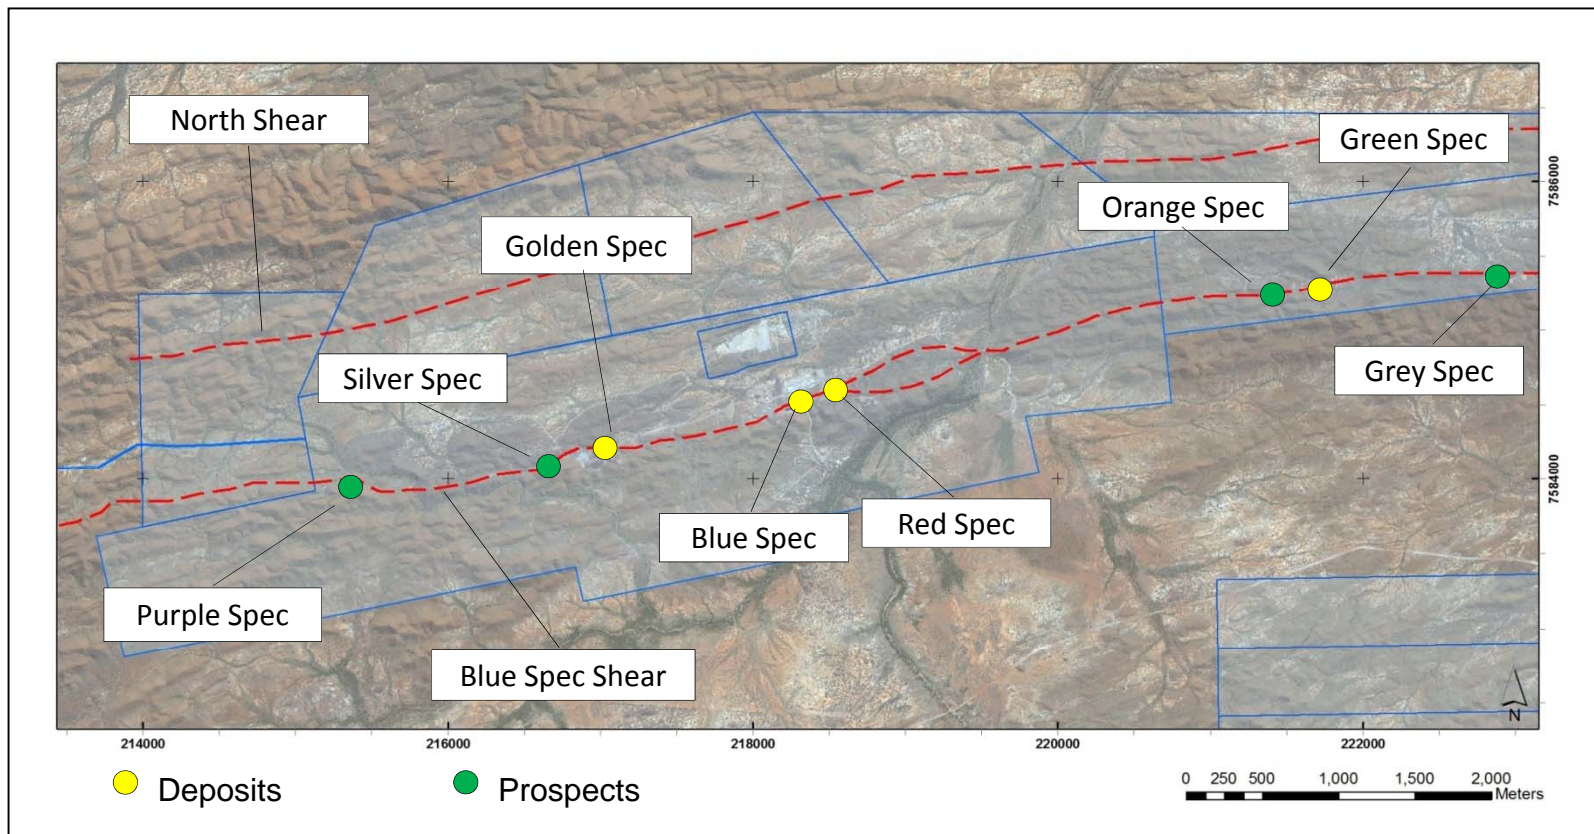 North Shear
Green Spec
Orange Spec
Golden Spec
7586000
Silver Spec
Grey Spec
7584000
Blue Spec
Red Spec
Purple Spec
Blue Spec Shear
N
214000 216000 218000 220000 222000
Deposits Prospects
0 250 500 1,000 1,500 2,000
Meters